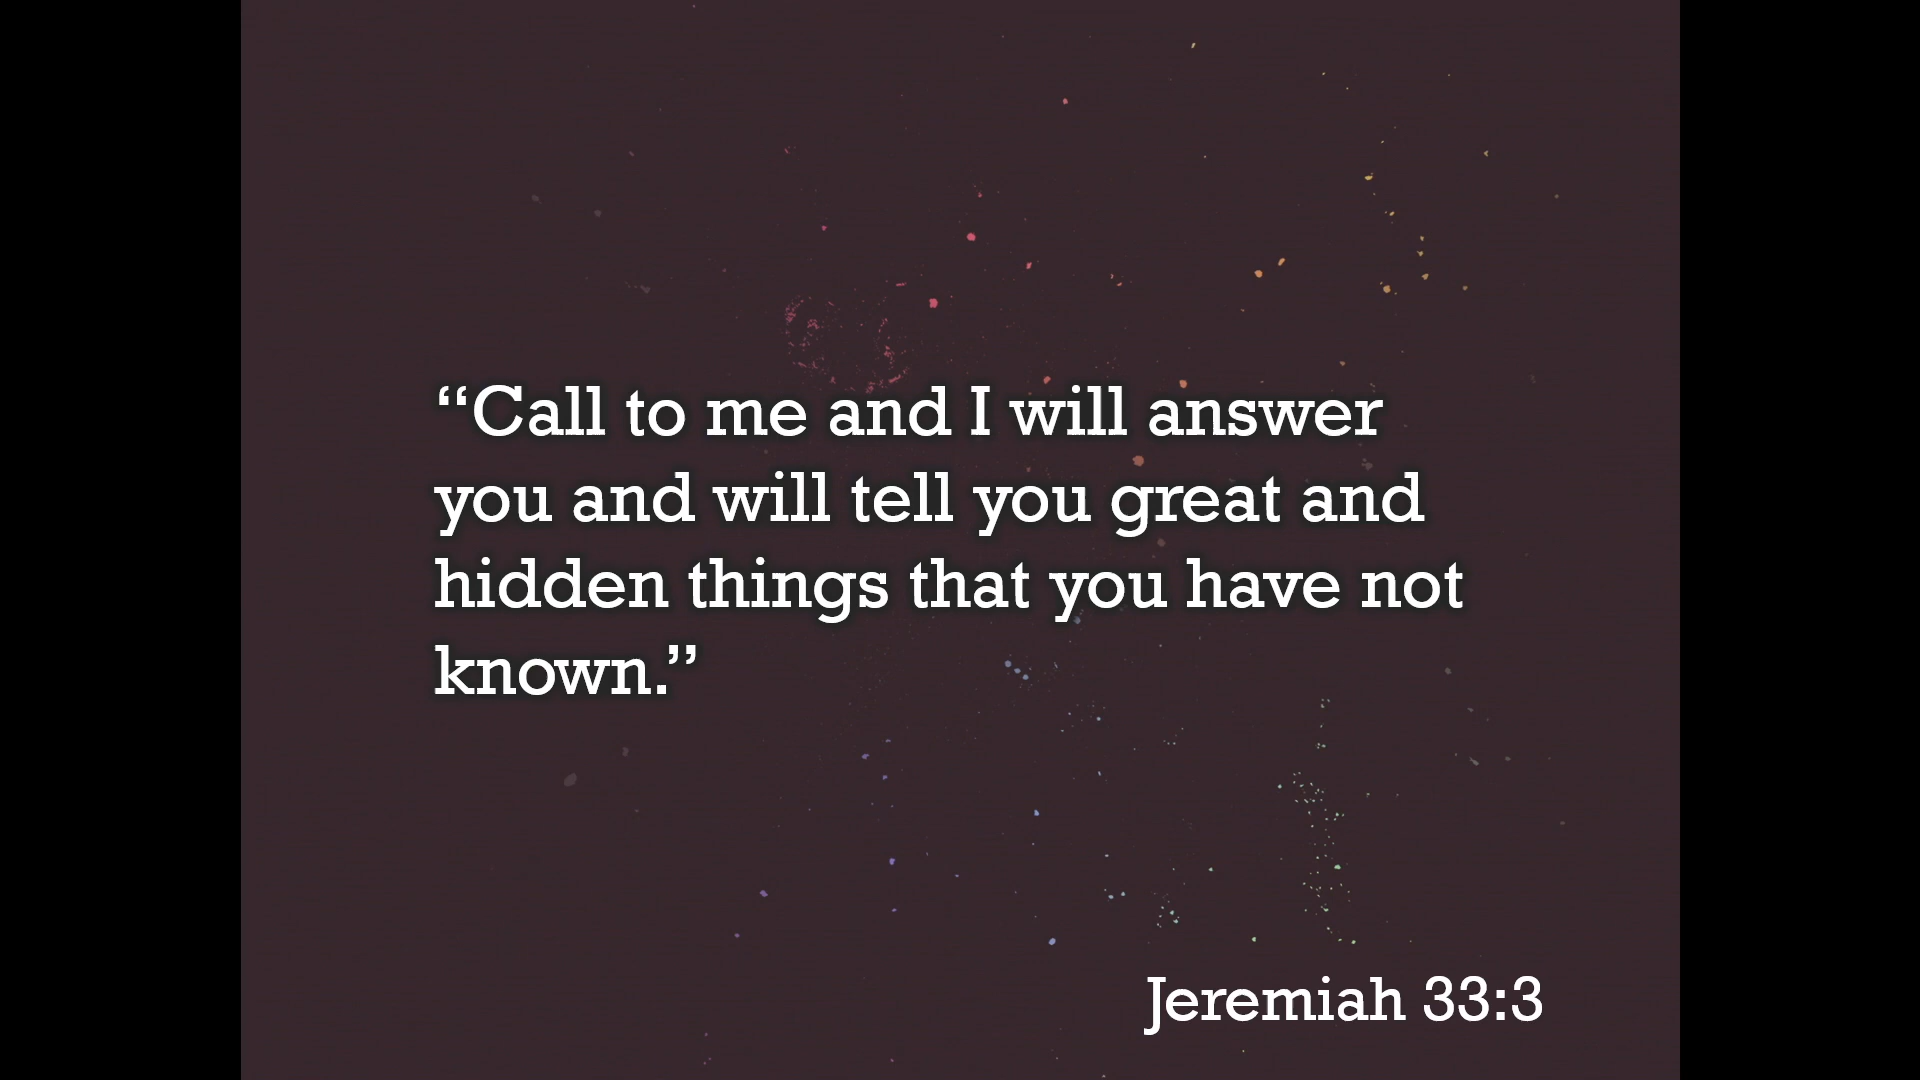 “Call to me and I will answer
you and will tell you great and
hidden things that you have not
known.”
Jeremiah 33:3